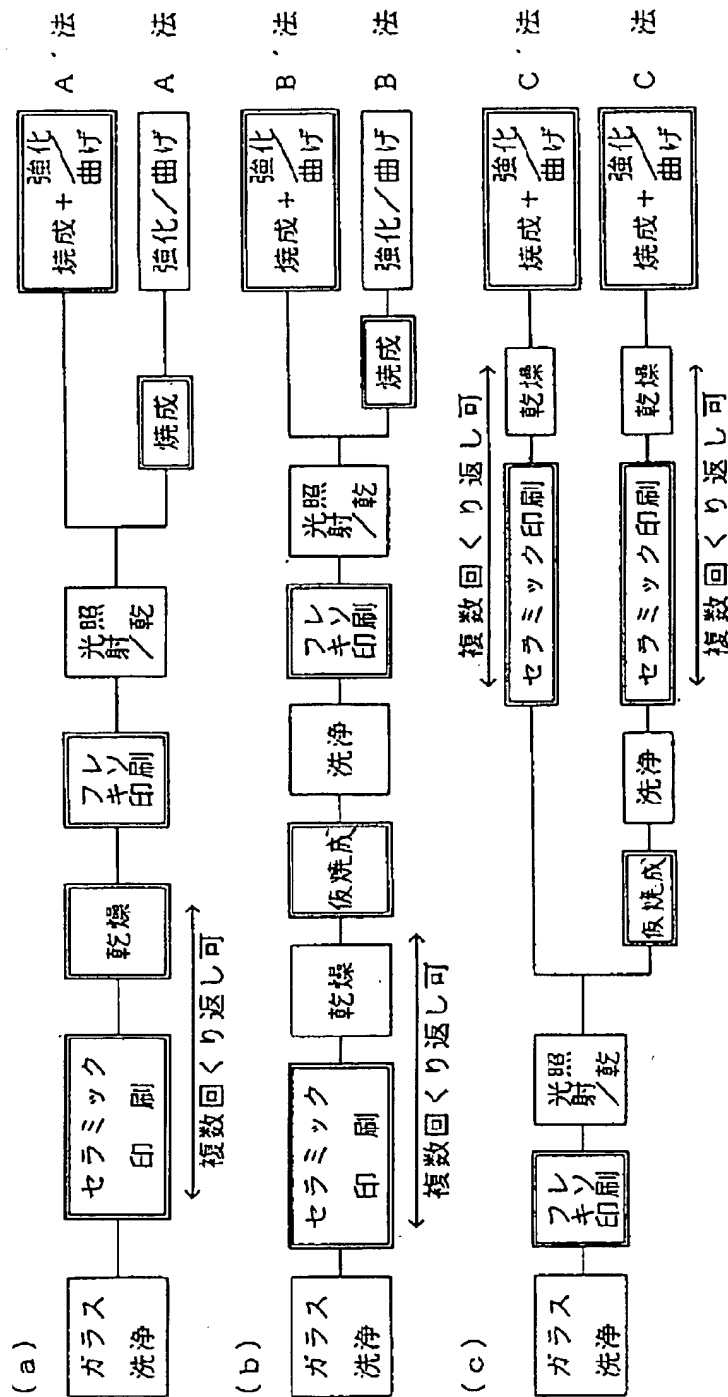 (a)
ガラス
洗浄
セラミック
印 刷
乾燥
複数回くり返し可
フレ
キソ
印刷
光照
射/乾
焼成+強化/曲げ
A'法
焼成
強化/曲げ
A 法
(b)
ガラス
洗浄
セラミック
印 刷
乾燥
複数回くり返し可
仮焼成
洗浄
フレ
キソ
印刷
光照
射/乾
焼成+強化/曲げ
B'法
焼成
強化/曲げ
B 法
(c)
ガラス
洗浄
フレ
キソ
印刷
光照
射/乾
セラミック印刷
乾燥
複数回くり返し可
焼成+強化/曲げ
C'法
仮焼成
洗浄
セラミック印刷
乾燥
複数回くり返し可
焼成+強化/曲げ
C 法